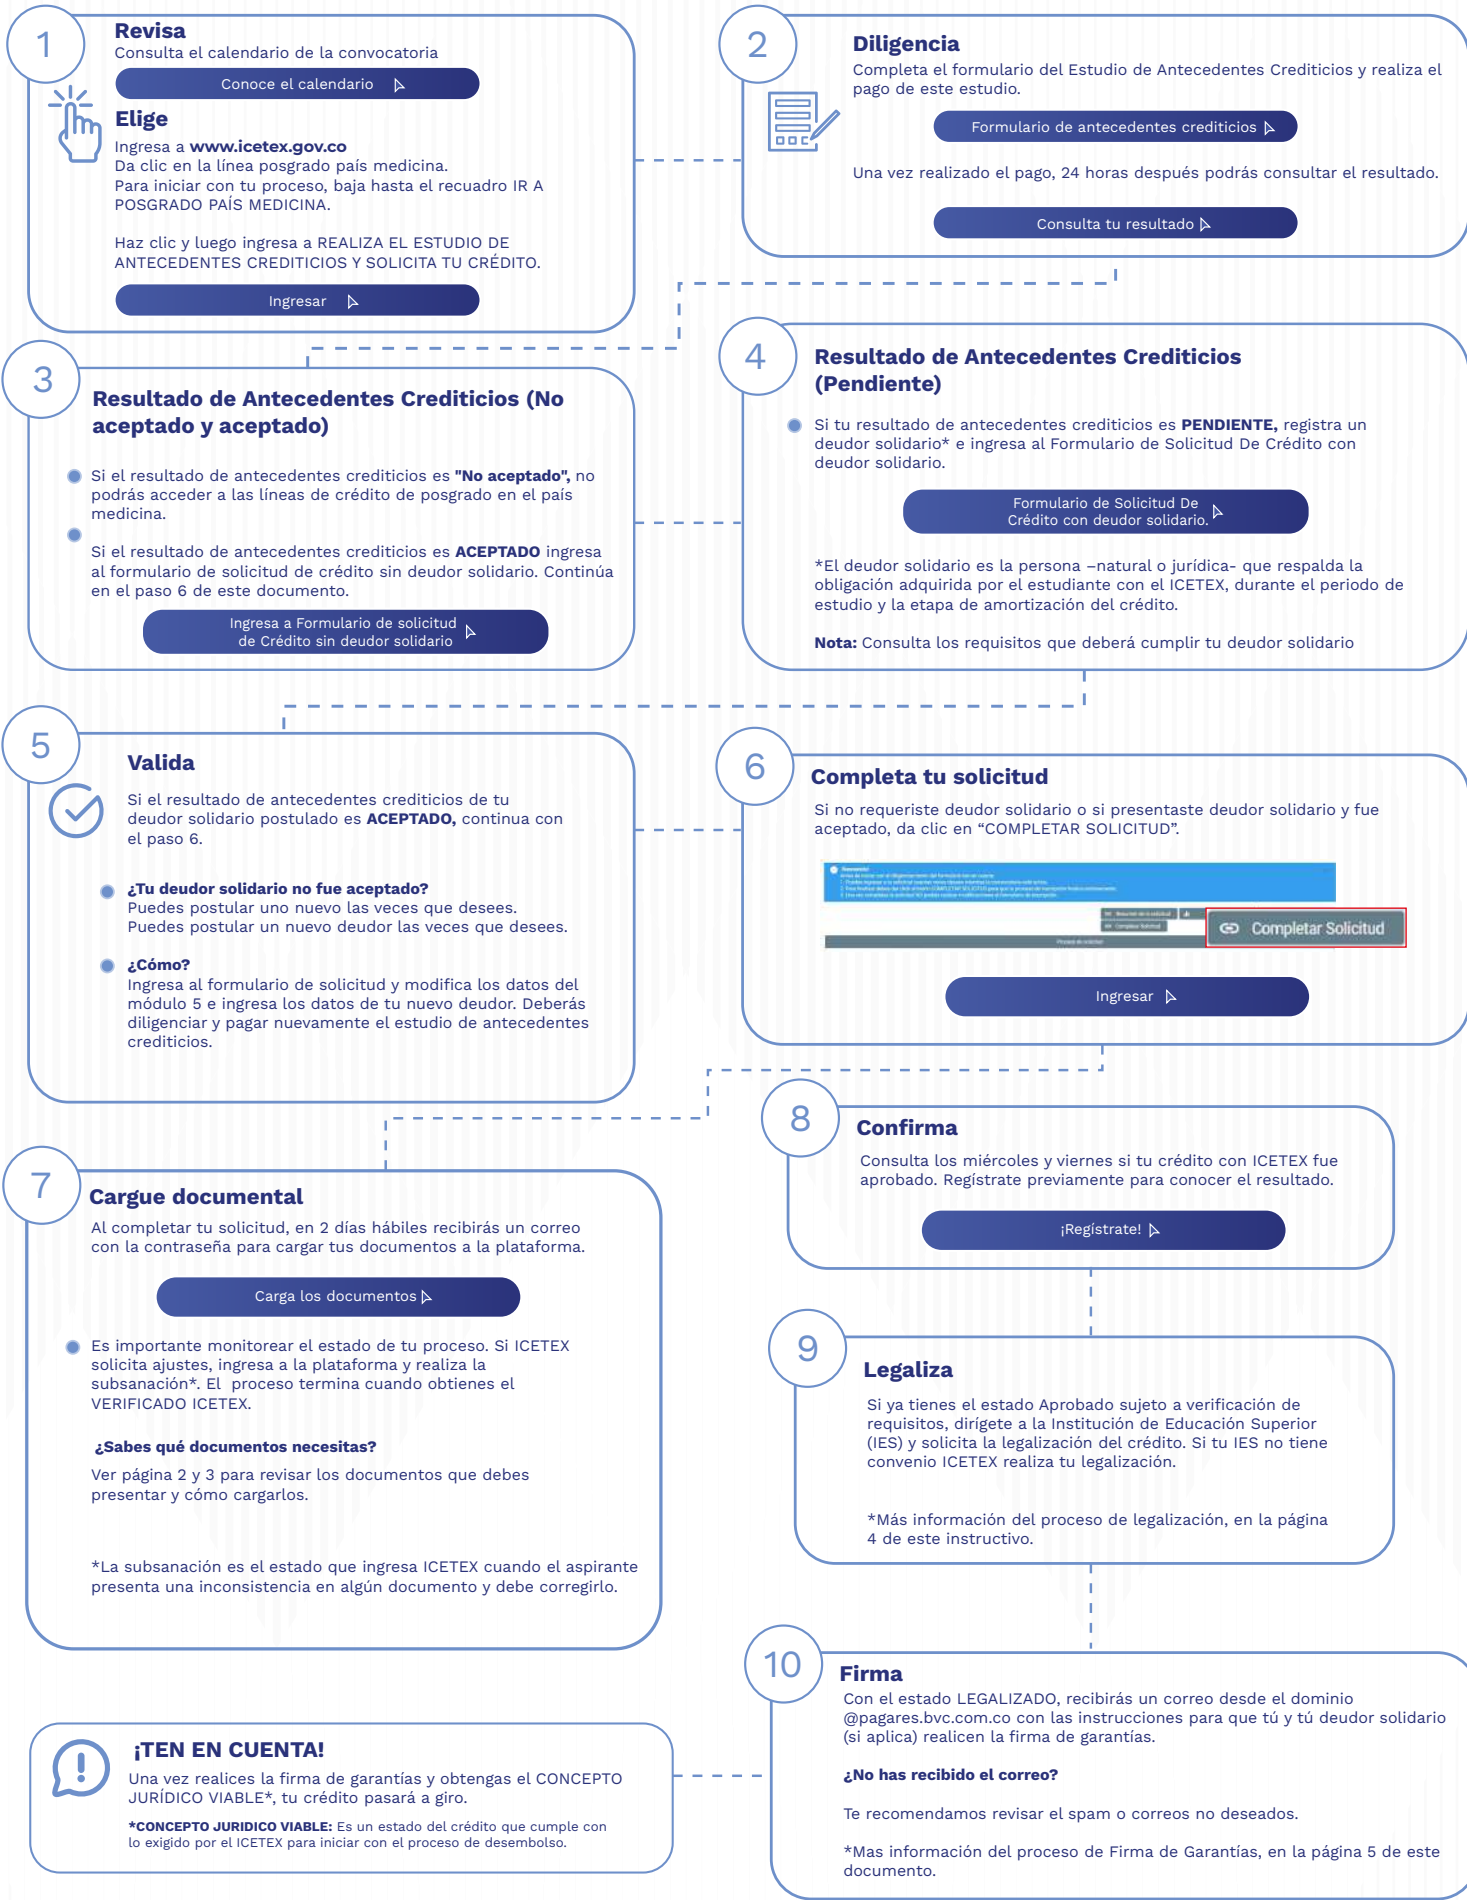 1
Revisa
Consulta el calendario de la convocatoria
Conoce el calendario
Elige
Ingresa a www.icetex.gov.co
Da clic en la línea posgrado país medicina.
Para iniciar con tu proceso, baja hasta el recuadro IR A
POSGRADO PAÍS MEDICINA.
Haz clic y luego ingresa a REALIZA EL ESTUDIO DE
ANTECEDENTES CREDITICIOS Y SOLICITA TU CRÉDITO.
Ingresar
2
Diligencia
Completa el formulario del Estudio de Antecedentes Crediticios y realiza el
pago de este estudio.
Formulario de antecedentes crediticios
Una vez realizado el pago, 24 horas después podrás consultar el resultado.
Consulta tu resultado
3
Resultado de Antecedentes Crediticios (No
aceptado y aceptado)
Si el resultado de antecedentes crediticios es "No aceptado", no
podrás acceder a las líneas de crédito de posgrado en el país
medicina.
Si el resultado de antecedentes crediticios es ACEPTADO ingresa
al formulario de solicitud de crédito sin deudor solidario. Continúa
en el paso 6 de este documento.
Ingresa a Formulario de solicitud
de Crédito sin deudor solidario
4
Resultado de Antecedentes Crediticios
(Pendiente)
Si tu resultado de antecedentes crediticios es PENDIENTE, registra un
deudor solidario* e ingresa al Formulario de Solicitud De Crédito con
deudor solidario.
Formulario de Solicitud De
Crédito con deudor solidario.
*El deudor solidario es la persona –natural o jurídica- que respalda la
obligación adquirida por el estudiante con el ICETEX, durante el periodo de
estudio y la etapa de amortización del crédito.
Nota: Consulta los requisitos que deberá cumplir tu deudor solidario
5
Valida
Si el resultado de antecedentes crediticios de tu
deudor solidario postulado es ACEPTADO, continua con
el paso 6.
¿Tu deudor solidario no fue aceptado?
Puedes postular uno nuevo las veces que desees.
Puedes postular un nuevo deudor las veces que desees.
¿Cómo?
Ingresa al formulario de solicitud y modifica los datos del
módulo 5 e ingresa los datos de tu nuevo deudor. Deberás
diligenciar y pagar nuevamente el estudio de antecedentes
crediticios.
6
Completa tu solicitud
Si no requeriste deudor solidario o si presentaste deudor solidario y fue
aceptado, da clic en “COMPLETAR SOLICITUD”.
Completar Solicitud
Ingresar
7
Cargue documental
Al completar tu solicitud, en 2 días hábiles recibirás un correo
con la contraseña para cargar tus documentos a la plataforma.
Carga los documentos
Es importante monitorear el estado de tu proceso. Si ICETEX
solicita ajustes, ingresa a la plataforma y realiza la
subsanación*. El proceso termina cuando obtienes el
VERIFICADO ICETEX.
¿Sabes qué documentos necesitas?
Ver página 2 y 3 para revisar los documentos que debes
presentar y cómo cargarlos.
*La subsanación es el estado que ingresa ICETEX cuando el aspirante
presenta una inconsistencia en algún documento y debe corregirlo.
8
Confirma
Consulta los miércoles y viernes si tu crédito con ICETEX fue
aprobado. Regístrate previamente para conocer el resultado.
¡Regístrate!
9
Legaliza
Si ya tienes el estado Aprobado sujeto a verificación de
requisitos, dirígete a la Institución de Educación Superior
(IES) y solicita la legalización del crédito. Si tu IES no tiene
convenio ICETEX realiza tu legalización.
*Más información del proceso de legalización, en la página
4 de este instructivo.
10
Firma
Con el estado LEGALIZADO, recibirás un correo desde el dominio
@pagares.bvc.com.co con las instrucciones para que tú y tú deudor solidario
(si aplica) realicen la firma de garantías.
¿No has recibido el correo?
Te recomendamos revisar el spam o correos no deseados.
*Mas información del proceso de Firma de Garantías, en la página 5 de este
documento.
¡TEN EN CUENTA!
Una vez realices la firma de garantías y obtengas el CONCEPTO
JURÍDICO VIABLE*, tu crédito pasará a giro.
*CONCEPTO JURIDICO VIABLE: Es un estado del crédito que cumple con
lo exigido por el ICETEX para iniciar con el proceso de desembolso.